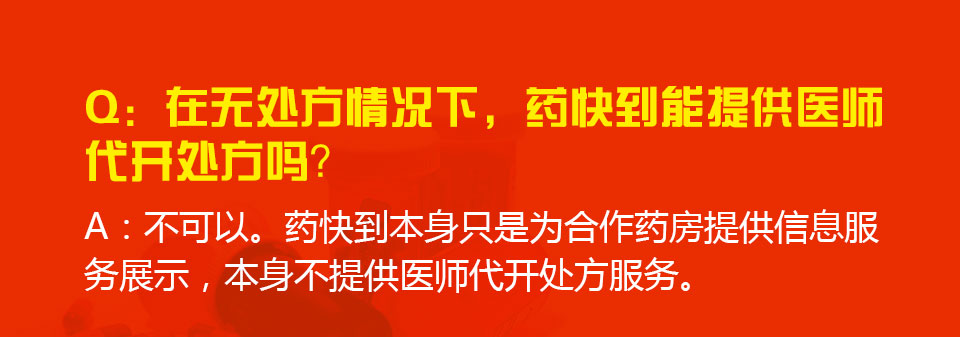 Q：在无处方情况下，药快到能提供医师
代开处方吗？
A：不可以。药快到本身只是为合作药房提供信息服
务展示，本身不提供医师代开处方服务。